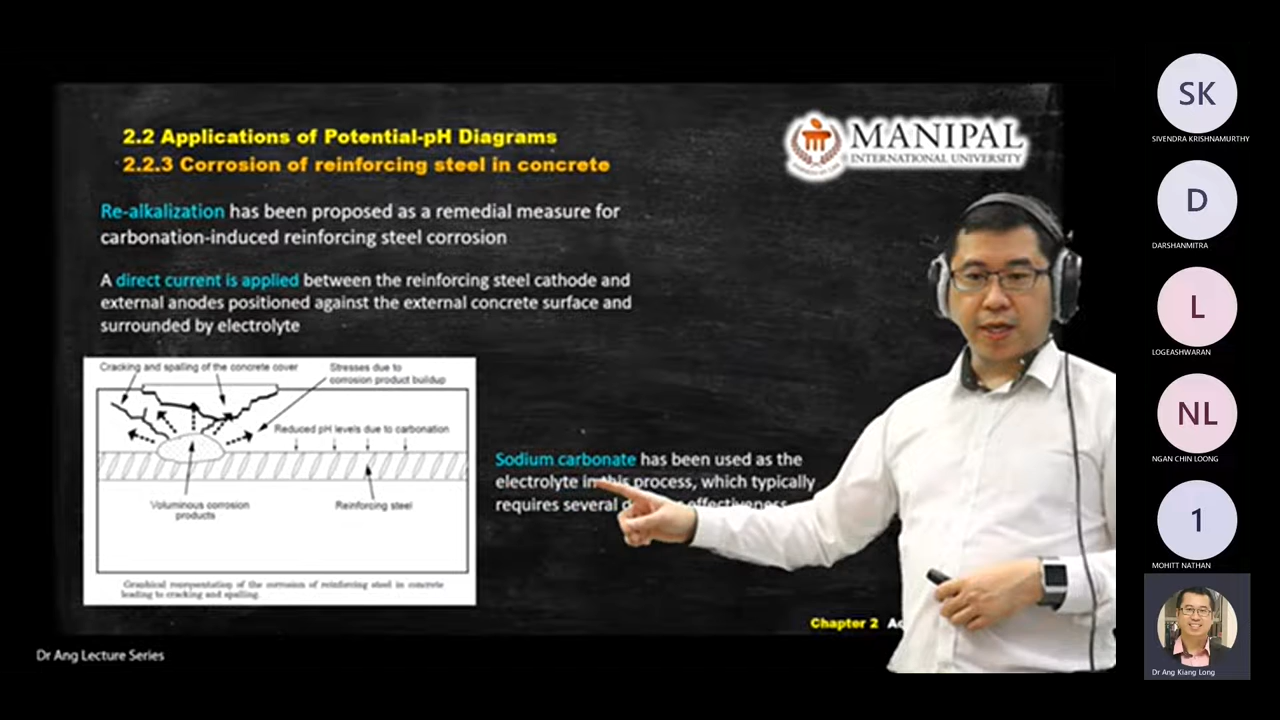 2.2 Applications of Potential-pH Diagrams
2.2.3 Corrosion of reinforcing steel in concrete
MANIPAL
INTERNATIONAL UNIVERSITY
Re-alkalization has been proposed as a remedial measure for
carbonation-induced reinforcing steel corrosion
A direct current is applied between the reinforcing steel cathode and
external anodes positioned against the external concrete surface and
surrounded by electrolyte
Cracking and spalling of the concrete cover
Stresses due to
corrosion product buildup
Reduced pH levels due to carbonation
Voluminous corrosion
products
Reinforcing steel
Graphical representation of the corrosion of reinforcing steel in concrete
leading to cracking and spalling.
Sodium carbonate has been used as the
electrolyte in this process, which typically
requires several effectiveness
Chapter 2
Dr Ang Lecture Series
SK
SIVENDRA KRISHNAMURTHY
D
DARSHANMITRA
L
LOGEASHWARAN
NL
NGAN CHIN LOONG
1
MOHITT NATHAN
Dr Ang Kiang Long